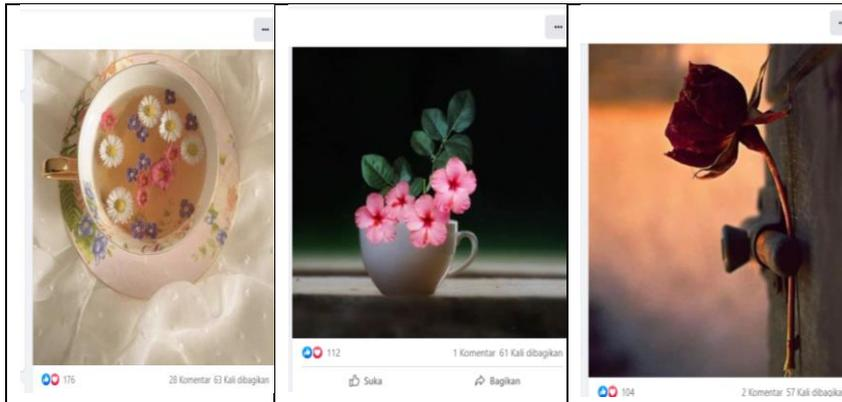 176 28 Komentar 63 Kali dibagikan
112 1 Komentar 61 Kali dibagikan
Suka Bagikan
104 2 Komentar 57 Kali dibagika